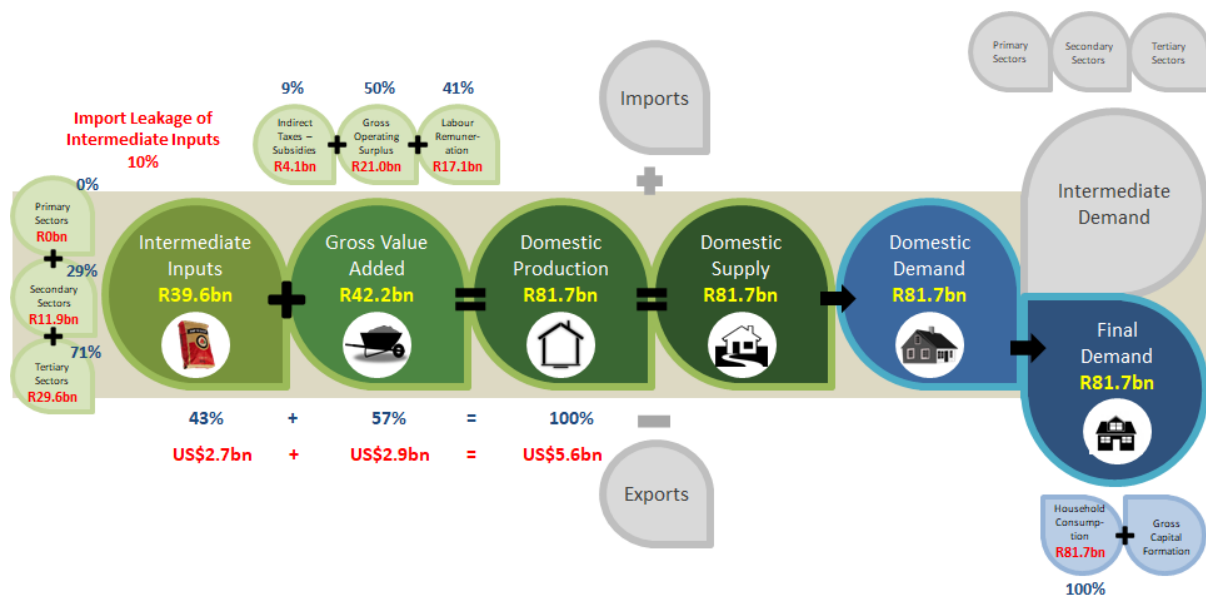 Primary
Sectors
Secondary
Sectors
Tertiary
Sectors
9%
50%
41%
Imports
Import Leakage of
Intermediate Inputs
10%
Indirect
Taxes –
Subsidies
R4.1bn
Gross
Operating
Surplus
R21.0bn
Labour
Remuner-
ation
R17.1bn
0%
Primary
Sectors
R0bn
29%
Secondary
Sectors
R11.9bn
71%
Tertiary
Sectors
R29.6bn
Intermediate
Inputs
R39.6bn
Gross Value
Added
R42.2bn
Domestic
Production
R81.7bn
Domestic
Supply
R81.7bn
Domestic
Demand
R81.7bn
Intermediate
Demand
Final
Demand
R81.7bn
43% + 57% = 100%
US$2.7bn + US$2.9bn = US$5.6bn
Exports
Household
Consump-
tion
R81.7bn
Gross
Capital
Formation
100%